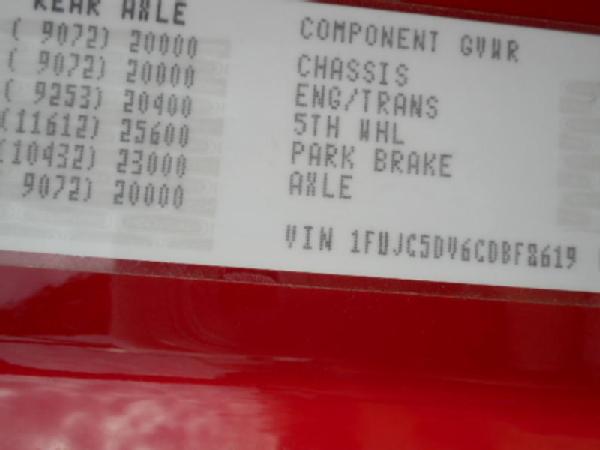 REAR AXLE
( 9072) 20000
( 9072) 20000
( 9253) 20400
(11612) 25600
(10432) 23000
9072) 20000
COMPONENT GVWR
CHASSIS
ENG/TRANS
5TH WHL
PARK BRAKE
AXLE
VIN 1FUJC5DV6CDBF8619